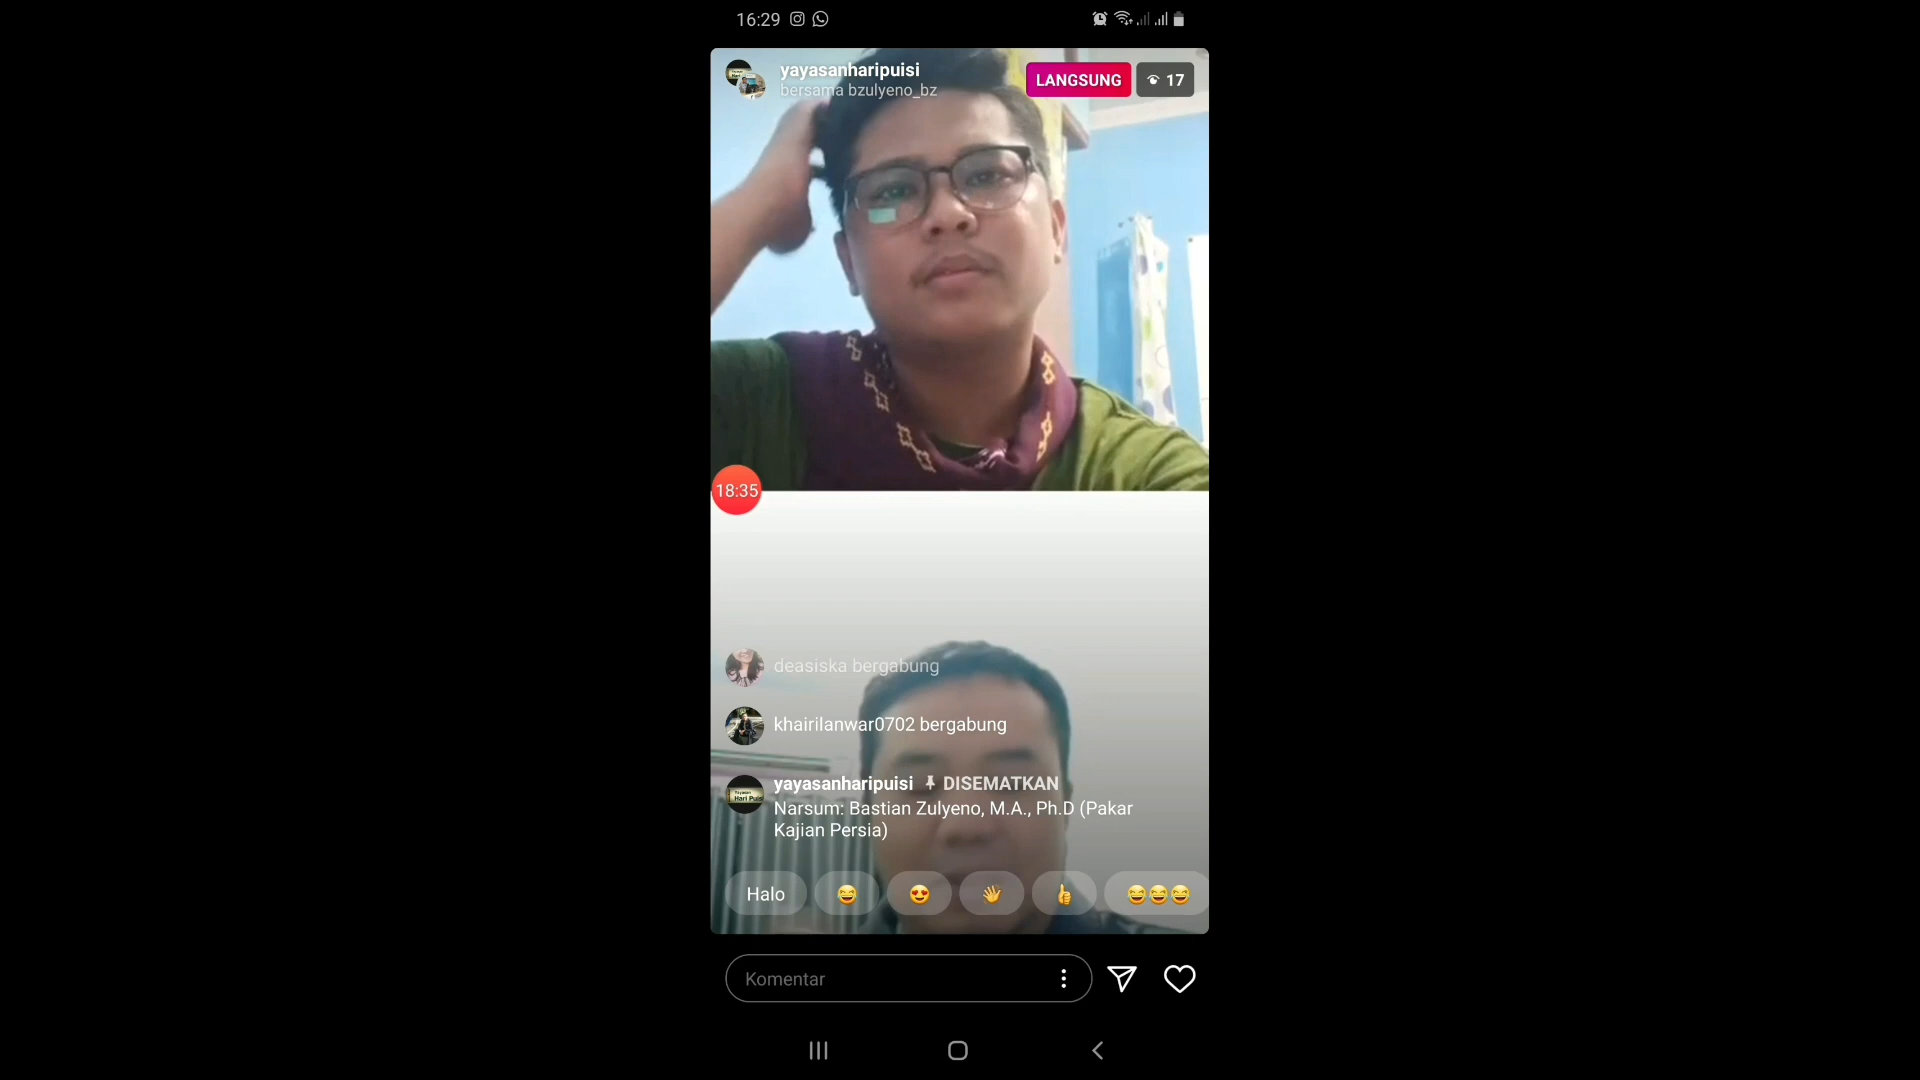 16:29
yayasanharipuisi
bersama bzulyeno_bz
LANGSUNG
17
18:35
deasiska bergabung
khairilanwar0702 bergabung
yayasanharipuisi DISEMATKAN
Narsum: Bastian Zulyeno, M.A., Ph.D (Pakar
Kajian Persia)
Halo
Komentar